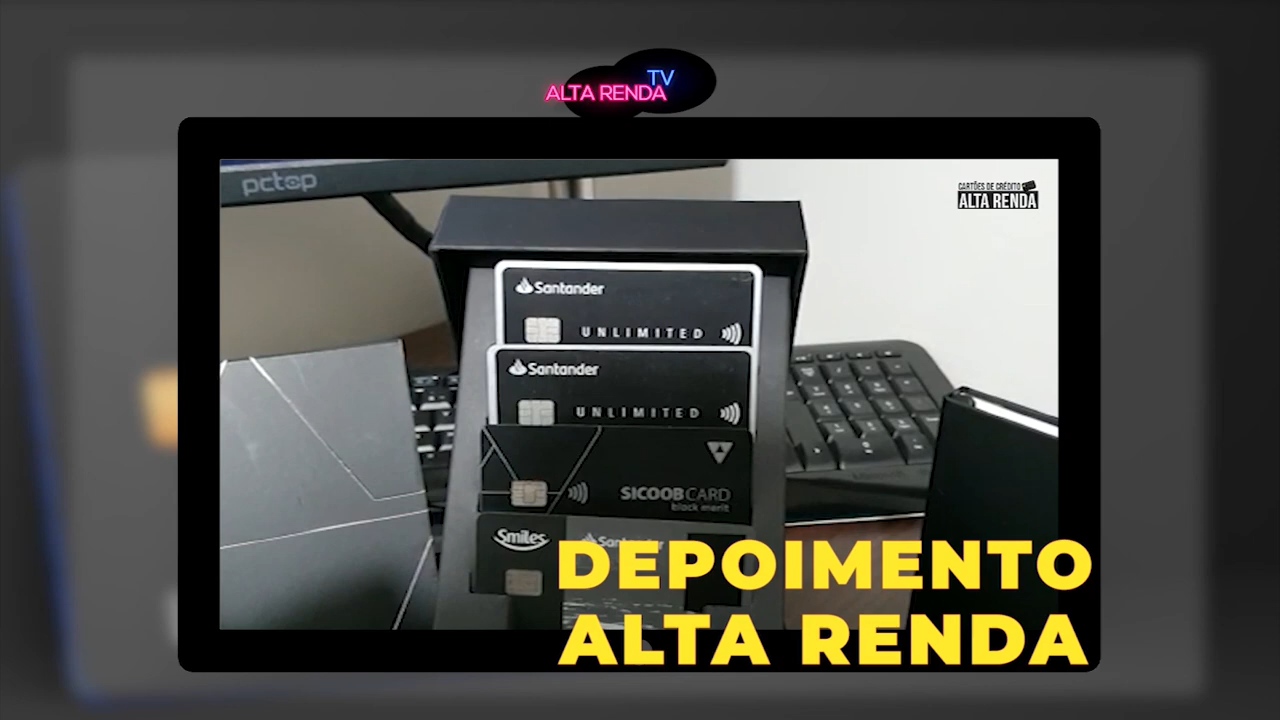 TV
ALTA RENDA
pctop
CARTÕES DE CRÉDITO
ALTA RENDA
Santander
UNLIMITED
Santander
UNLIMITED
SICOOBCARD
black merit
Smiles
Santander
DEPOIMENTO
ALTA RENDA